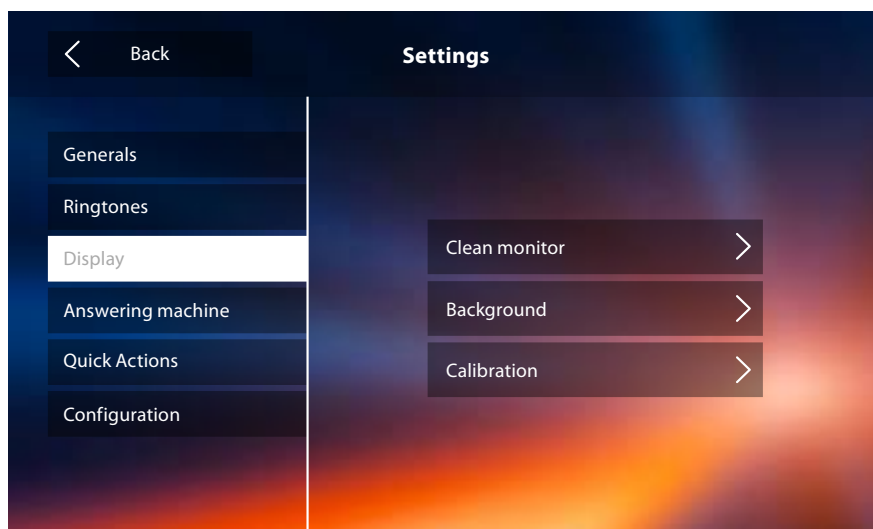 Back
Settings
Generals
Ringtones
Display
Answering machine
Quick Actions
Configuration
Clean monitor
Background
Calibration